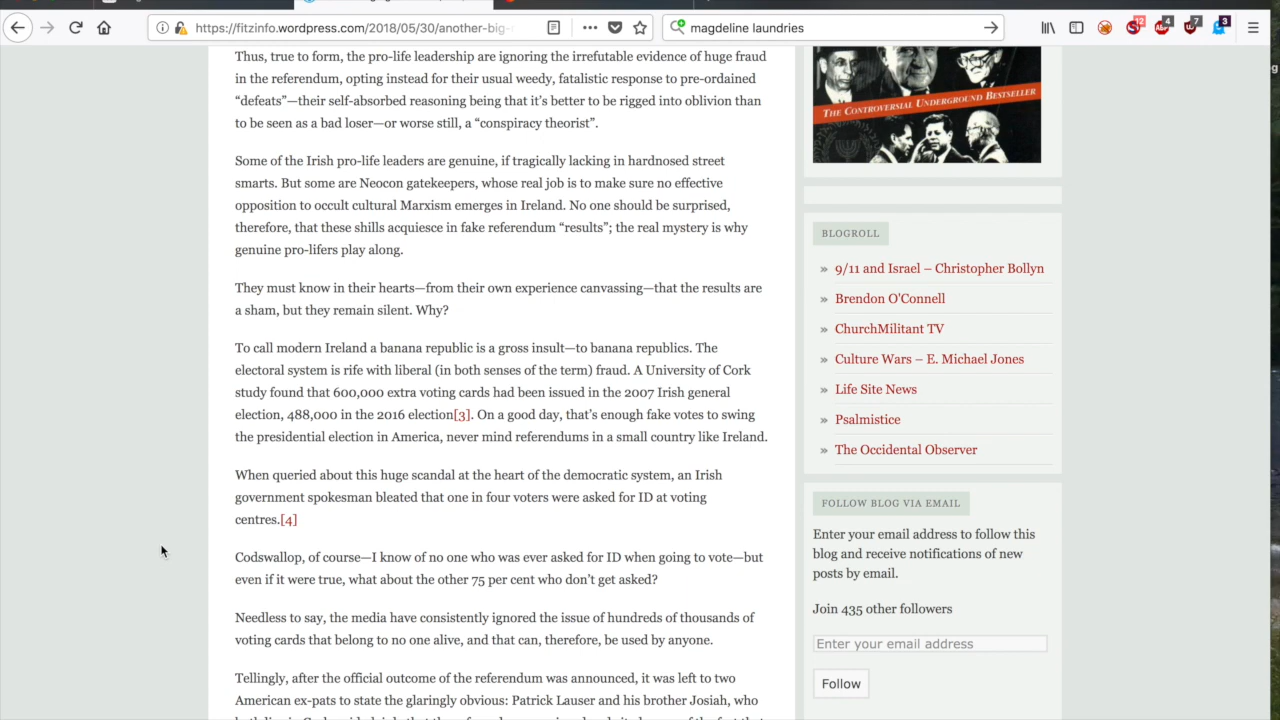 https://fitzinfo.wordpress.com/2018/05/30/another-big-
magdeline laundries
12
4
7
3
Thus, true to form, the pro-life leadership are ignoring the irrefutable evidence of huge fraud
in the referendum, opting instead for their usual weedy, fatalistic response to pre-ordained
“defeats”—their self-absorbed reasoning being that it’s better to be rigged into oblivion than
to be seen as a bad loser—or worse still, a “conspiracy theorist”.
Some of the Irish pro-life leaders are genuine, if tragically lacking in hardnosed street
smarts. But some are Neocon gatekeepers, whose real job is to make sure no effective
opposition to occult cultural Marxism emerges in Ireland. No one should be surprised,
therefore, that these shills acquiesce in fake referendum “results”; the real mystery is why
genuine pro-lifers play along.
They must know in their hearts—from their own experience canvassing—that the results are
a sham, but they remain silent. Why?
To call modern Ireland a banana republic is a gross insult—to banana republics. The
electoral system is rife with liberal (in both senses of the term) fraud. A University of Cork
study found that 600,000 extra voting cards had been issued in the 2007 Irish general
election, 488,000 in the 2016 election[3]. On a good day, that’s enough fake votes to swing
the presidential election in America, never mind referendums in a small country like Ireland.
When queried about this huge scandal at the heart of the democratic system, an Irish
government spokesman bleated that one in four voters were asked for ID at voting
centres.[4]
Codswallop, of course—I know of no one who was ever asked for ID when going to vote—but
even if it were true, what about the other 75 per cent who don’t get asked?
Needless to say, the media have consistently ignored the issue of hundreds of thousands of
voting cards that belong to no one alive, and that can, therefore, be used by anyone.
Tellingly, after the official outcome of the referendum was announced, it was left to two
American ex-pats to state the glaringly obvious: Patrick Lauser and his brother Josiah, who
THE CONTROVERSIAL UNDERGROUND BESTSELLER
BLOGROLL
» 9/11 and Israel – Christopher Bollyn
» Brendon O'Connell
» ChurchMilitant TV
» Culture Wars – E. Michael Jones
» Life Site News
» Psalmistice
» The Occidental Observer
FOLLOW BLOG VIA EMAIL
Enter your email address to follow this
blog and receive notifications of new
posts by email.
Join 435 other followers
Enter your email address
Follow